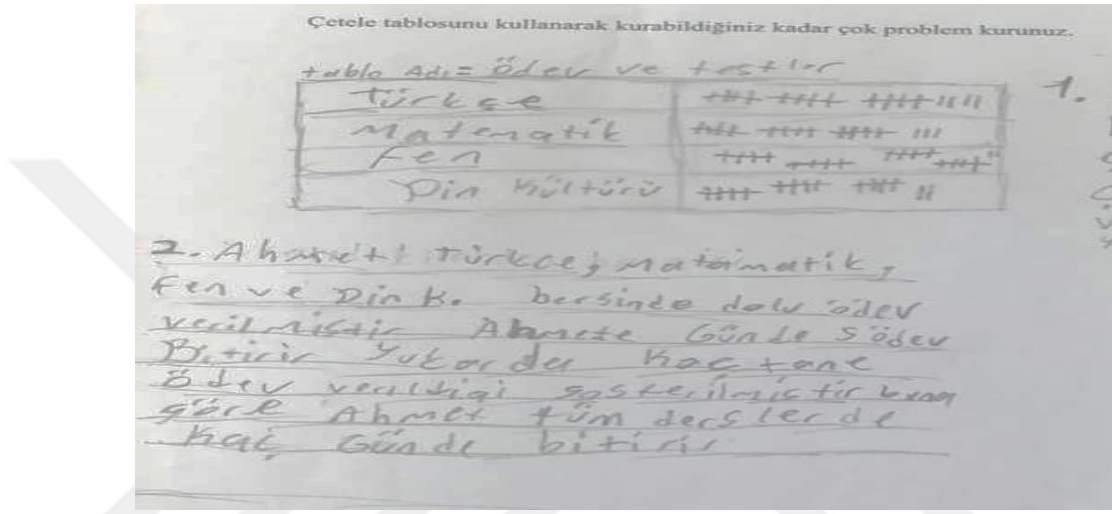 Çetele tablosunu kullanarak kurabildiğiniz kadar çok problem kurunuz.
tablo Adı = ödev ve testler
1.
Türkçe
Matematik
Fen
Din Kültürü
2. Ahmet Türkçe, Matematik,
Fen ve Din K. dersinde ödev
verilmiştir Ahmete Günde 5 ödev
Bitirir Yukarda Kaç tane
ödev verildiği gösterilmiştir buna
göre Ahmet tüm derslerde
Kaç Günde bitirir